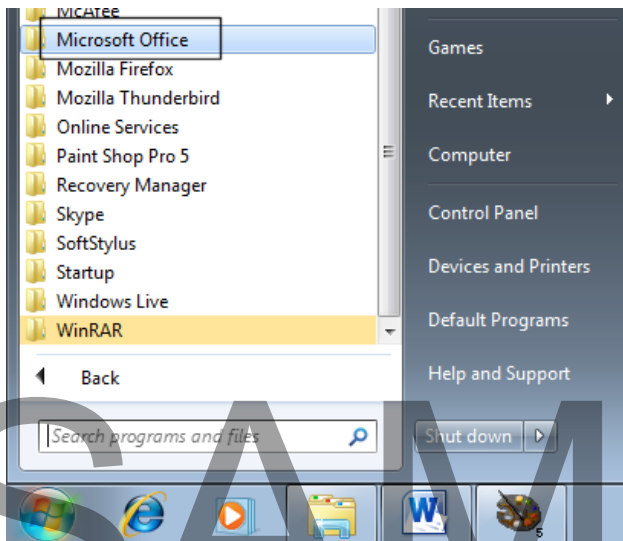 McAfee
Microsoft Office
Mozilla Firefox
Mozilla Thunderbird
Online Services
Paint Shop Pro 5
Recovery Manager
Skype
SoftStylus
Startup
Windows Live
WinRAR
Back
Search programs and files
Games
Recent Items
Computer
Control Panel
Devices and Printers
Default Programs
Help and Support
Shut down
SAM
W
5